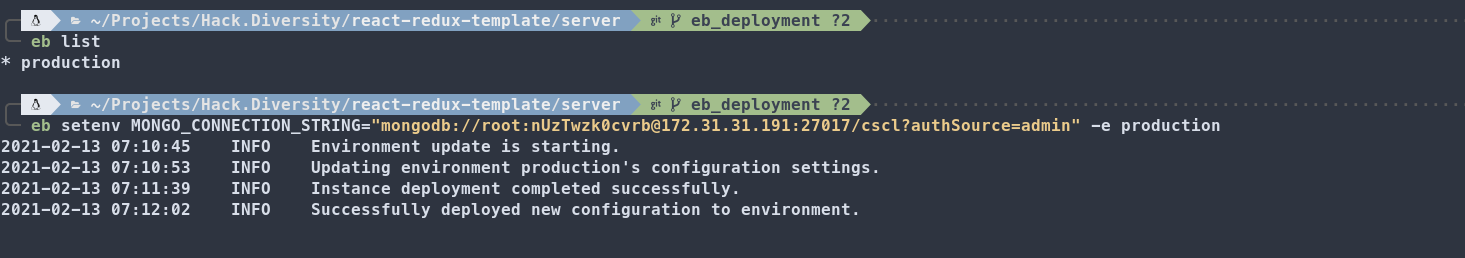 ~/Projects/Hack.Diversity/react-redux-template/server git eb_deployment ?2
eb list
* production
~/Projects/Hack.Diversity/react-redux-template/server git eb_deployment ?2
eb setenv MONGO_CONNECTION_STRING="mongodb://root:nUzTwzk0cvrb@172.31.31.191:27017/cscl?authSource=admin" -e production
2021-02-13 07:10:45    INFO    Environment update is starting.
2021-02-13 07:10:53    INFO    Updating environment production's configuration settings.
2021-02-13 07:11:39    INFO    Instance deployment completed successfully.
2021-02-13 07:12:02    INFO    Successfully deployed new configuration to environment.